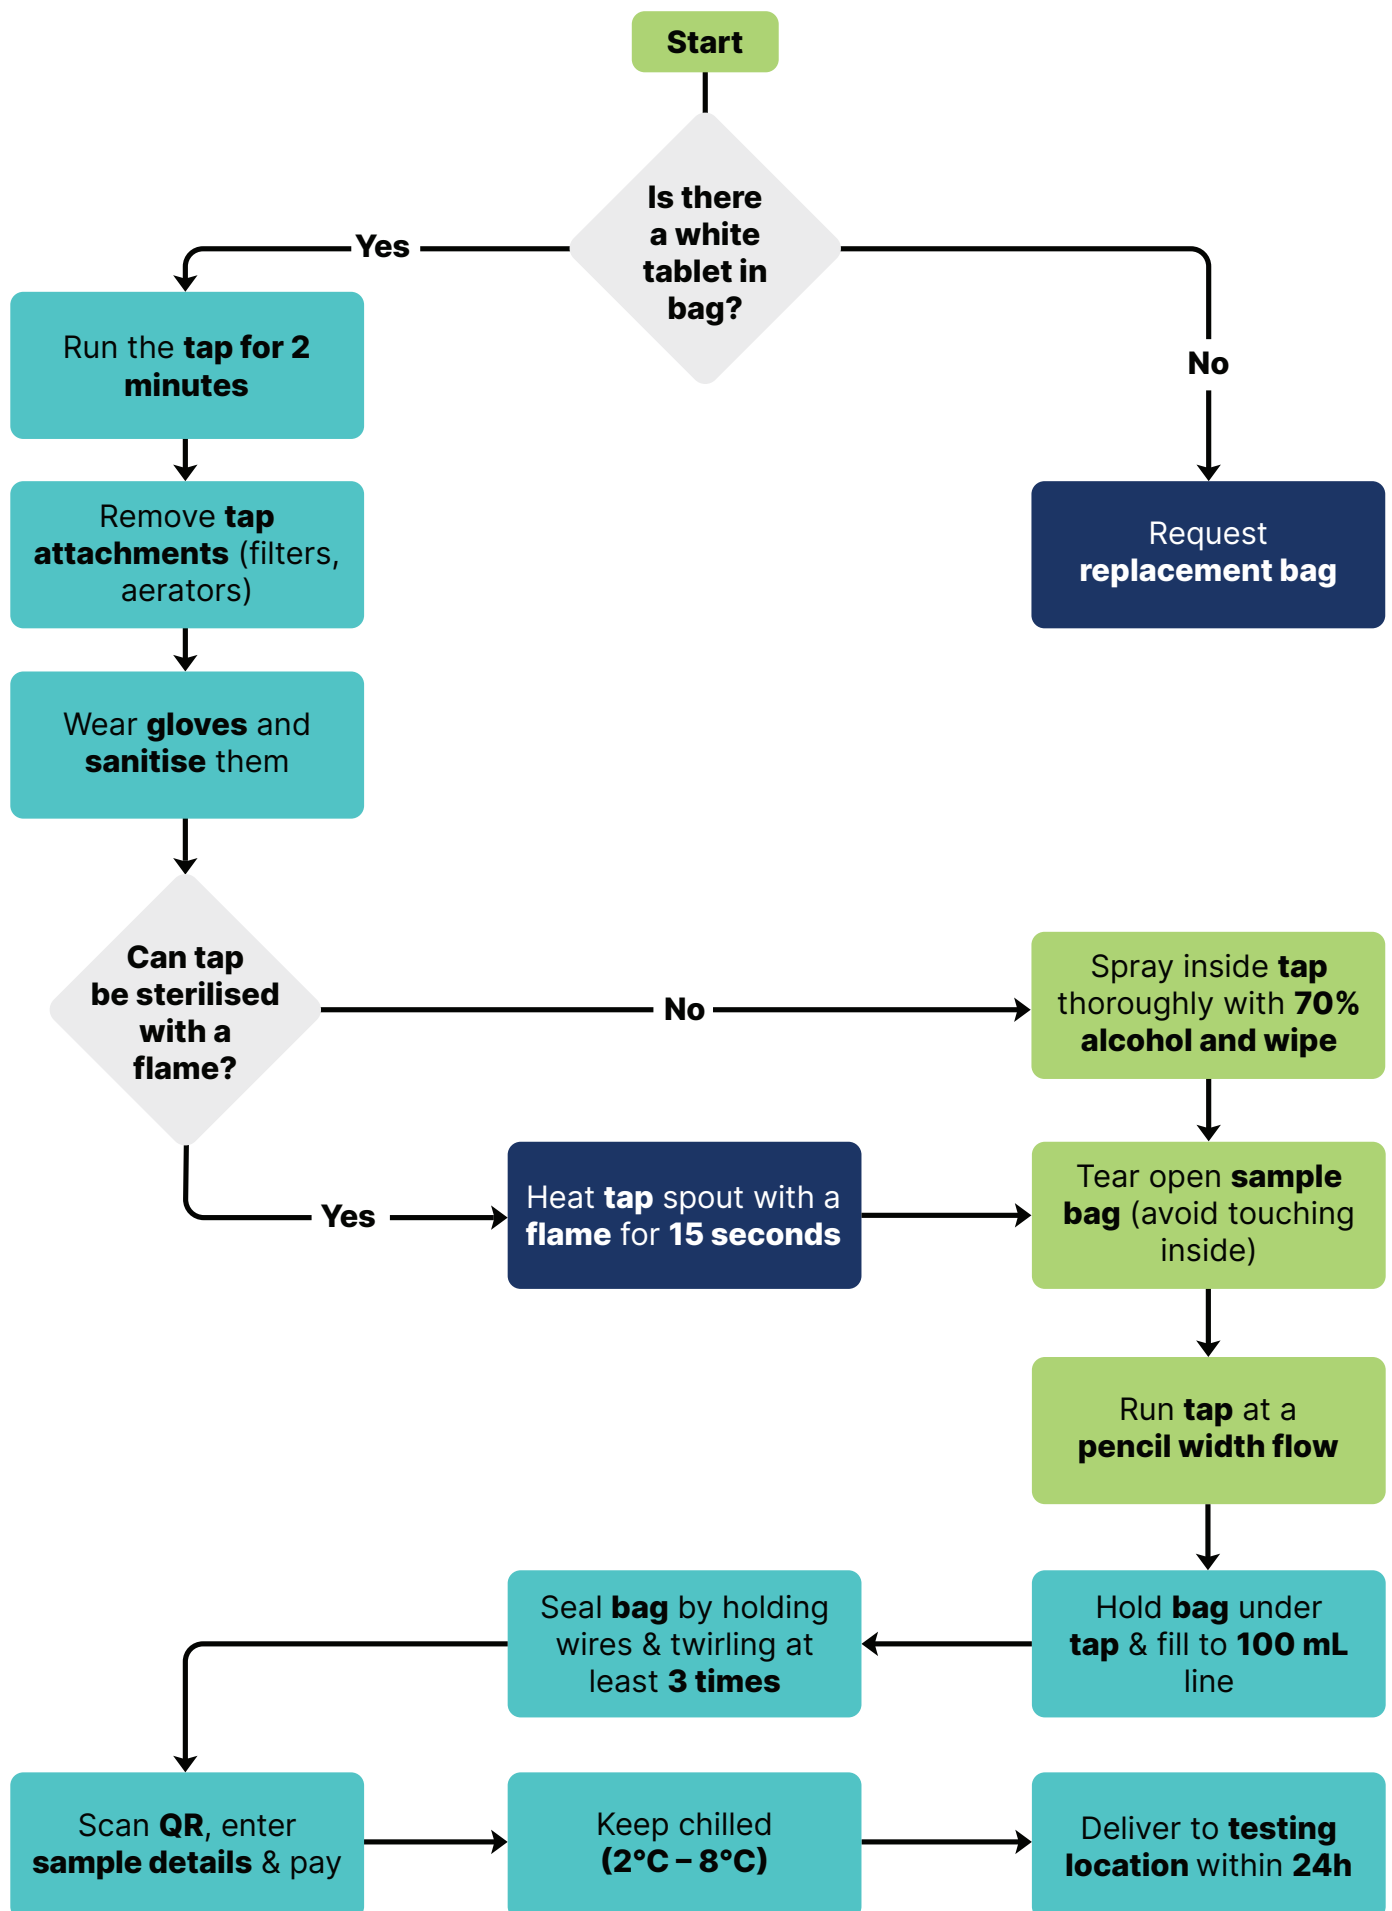 Start
Is there
a white
tablet in
bag?
Yes
No
Run the tap for 2
minutes
Remove tap
attachments (filters,
aerators)
Request
replacement bag
Wear gloves and
sanitise them
Can tap
be sterilised
with a
flame?
No
Spray inside tap
thoroughly with 70%
alcohol and wipe
Yes
Heat tap spout with a
flame for 15 seconds
Tear open sample
bag (avoid touching
inside)
Run tap at a
pencil width flow
Hold bag under
tap & fill to 100 mL
line
Seal bag by holding
wires & twirling at
least 3 times
Scan QR, enter
sample details & pay
Keep chilled
(2°C – 8°C)
Deliver to testing
location within 24h